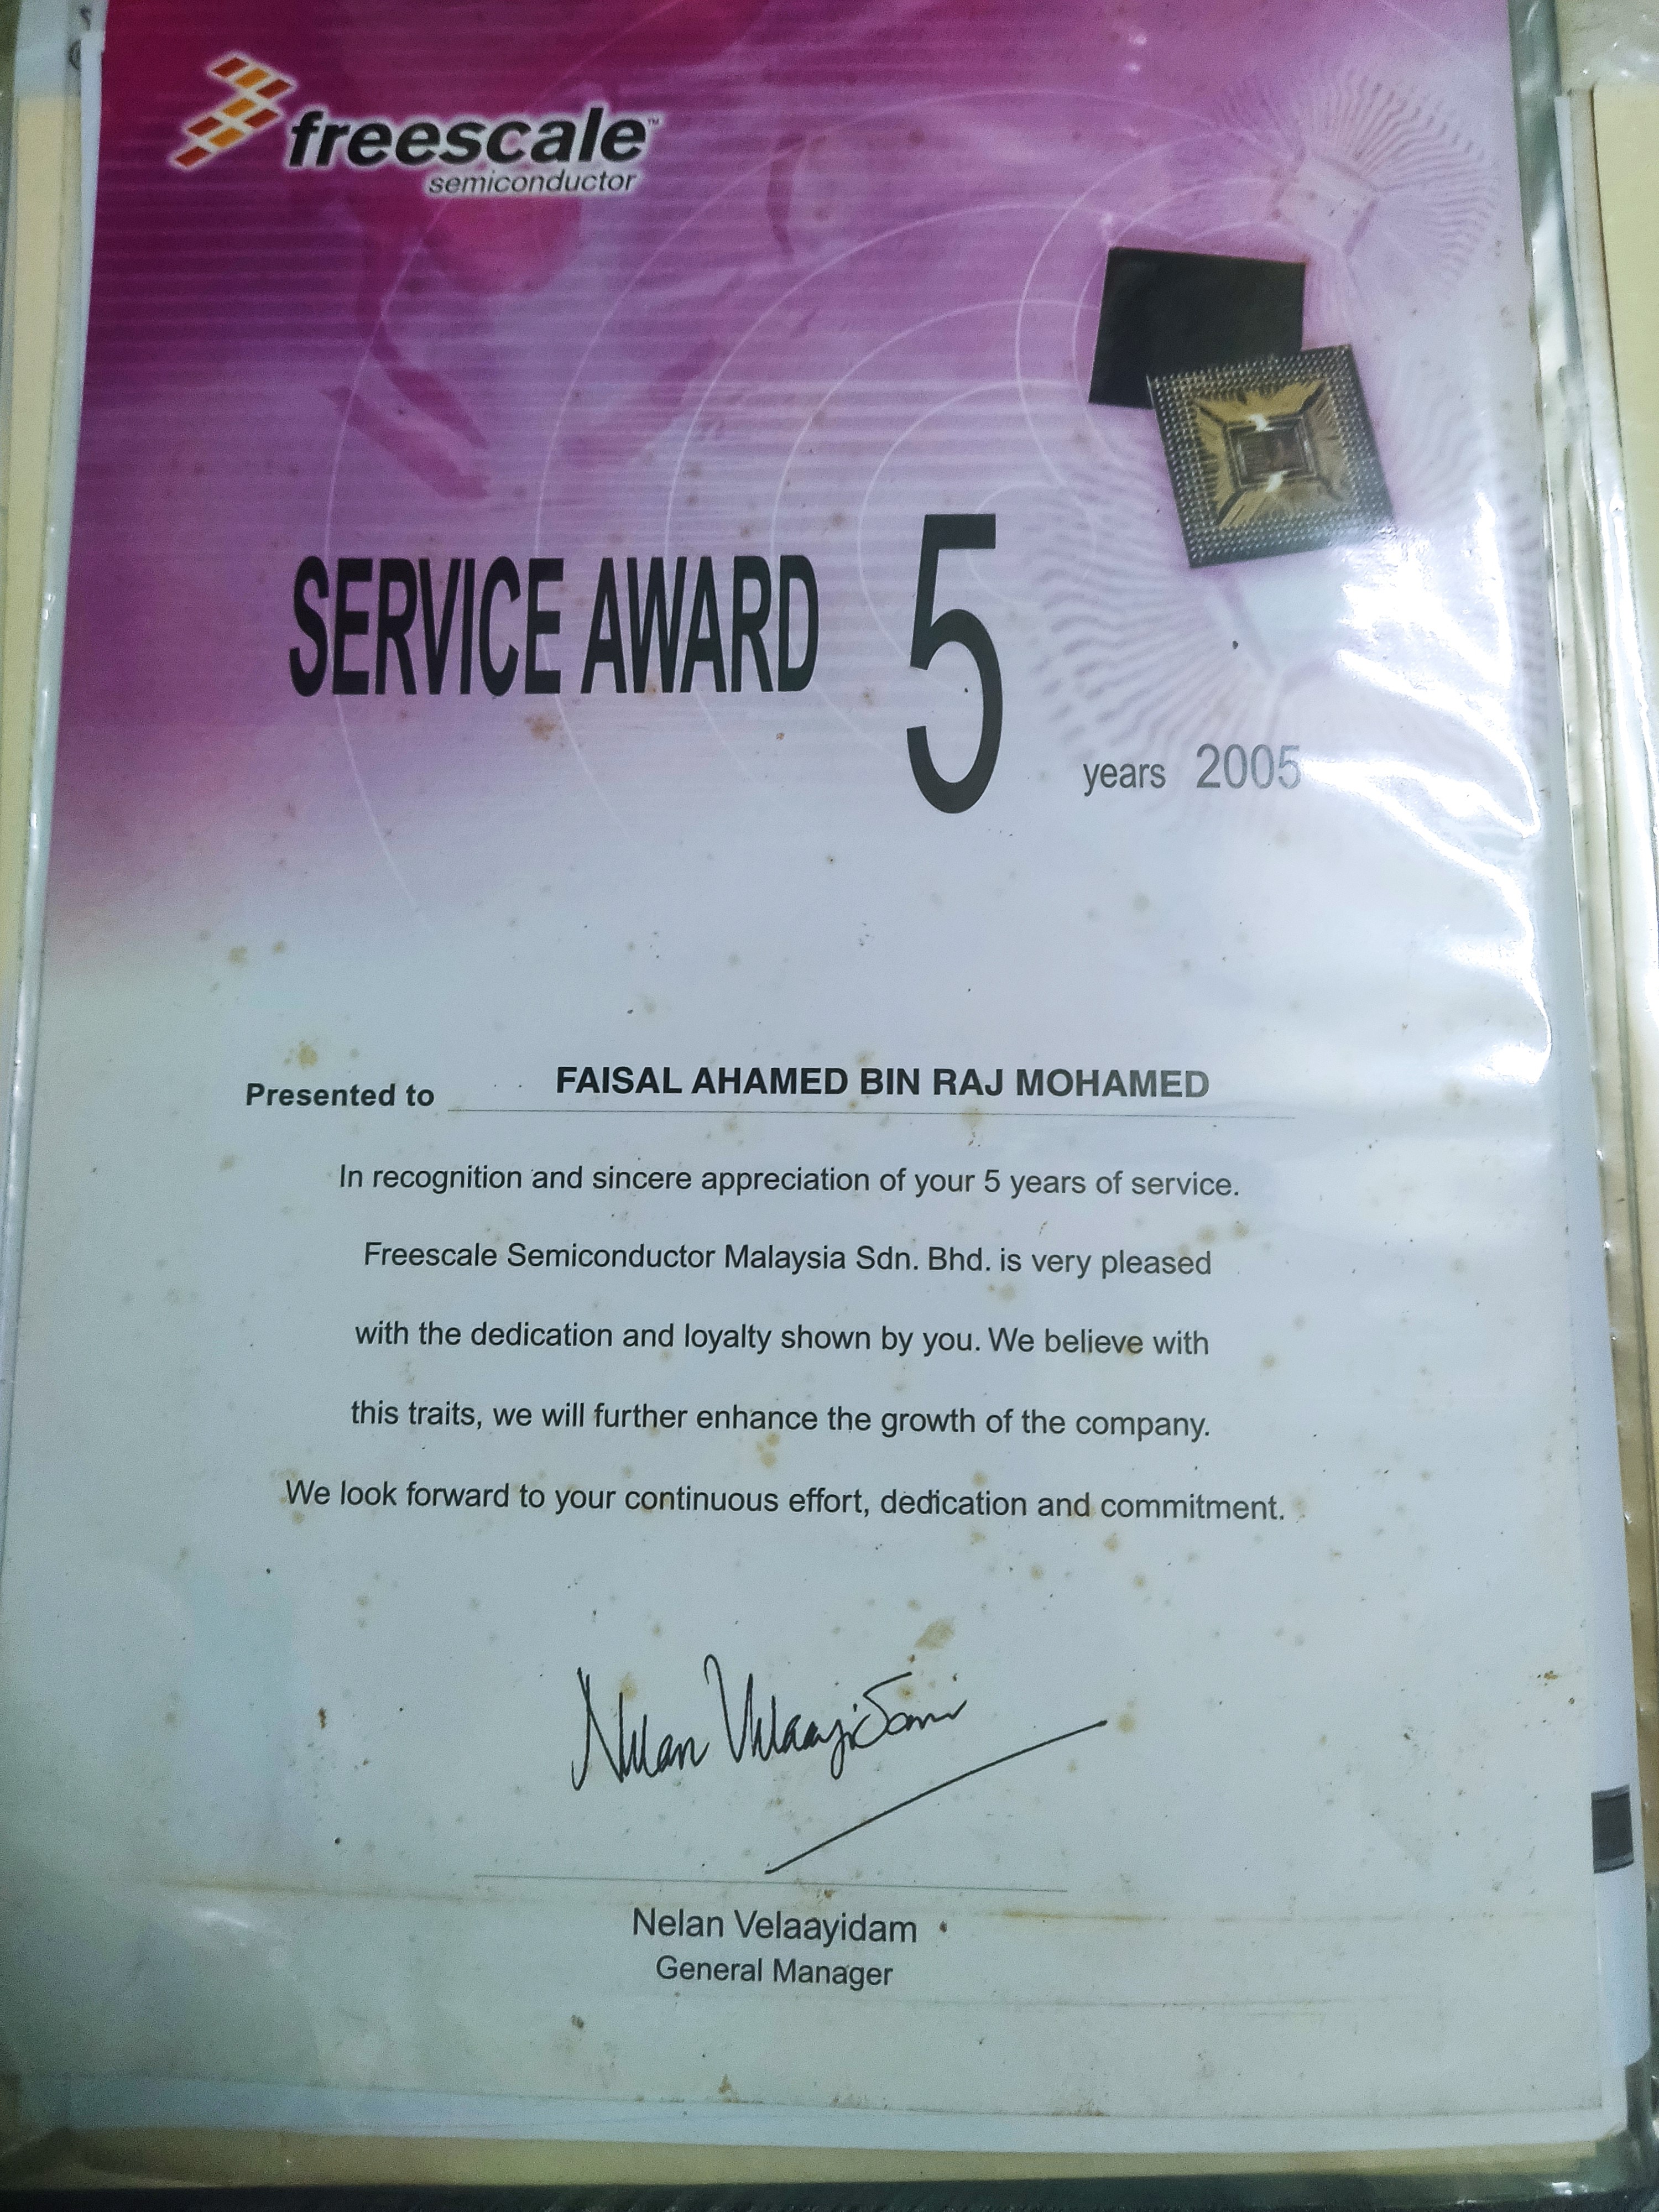 freescale™
semiconductor
SERVICE AWARD 5
years 2005
Presented to FAISAL AHAMED BIN RAJ MOHAMED
In recognition and sincere appreciation of your 5 years of service.
Freescale Semiconductor Malaysia Sdn. Bhd. is very pleased
with the dedication and loyalty shown by you. We believe with
this traits, we will further enhance the growth of the company.
We look forward to your continuous effort, dedication and commitment.
Nelan Velaayidam
General Manager